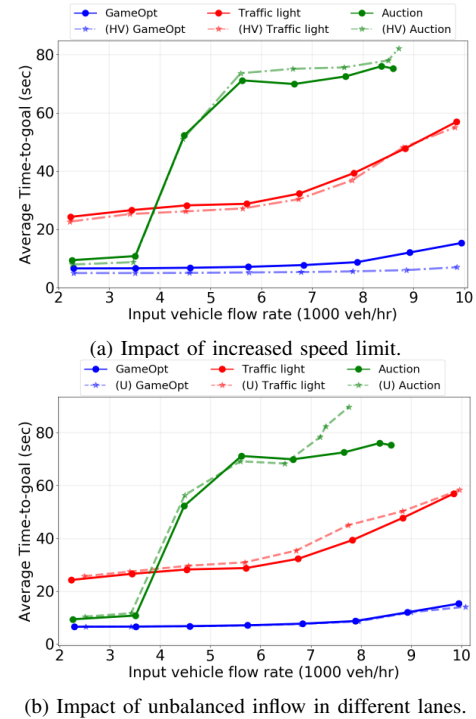 GameOpt Traffic light Auction
(HV) GameOpt (HV) Traffic light (HV) Auction
80
60
40
20
0
Average Time-to-goal (sec)
2 3 4 5 6 7 8 9 10
Input vehicle flow rate (1000 veh/hr)
(a) Impact of increased speed limit.
GameOpt Traffic light Auction
(U) GameOpt (U) Traffic light (U) Auction
80
60
40
20
0
Average Time-to-goal (sec)
2 3 4 5 6 7 8 9 10
Input vehicle flow rate (1000 veh/hr)
(b) Impact of unbalanced inflow in different lanes.